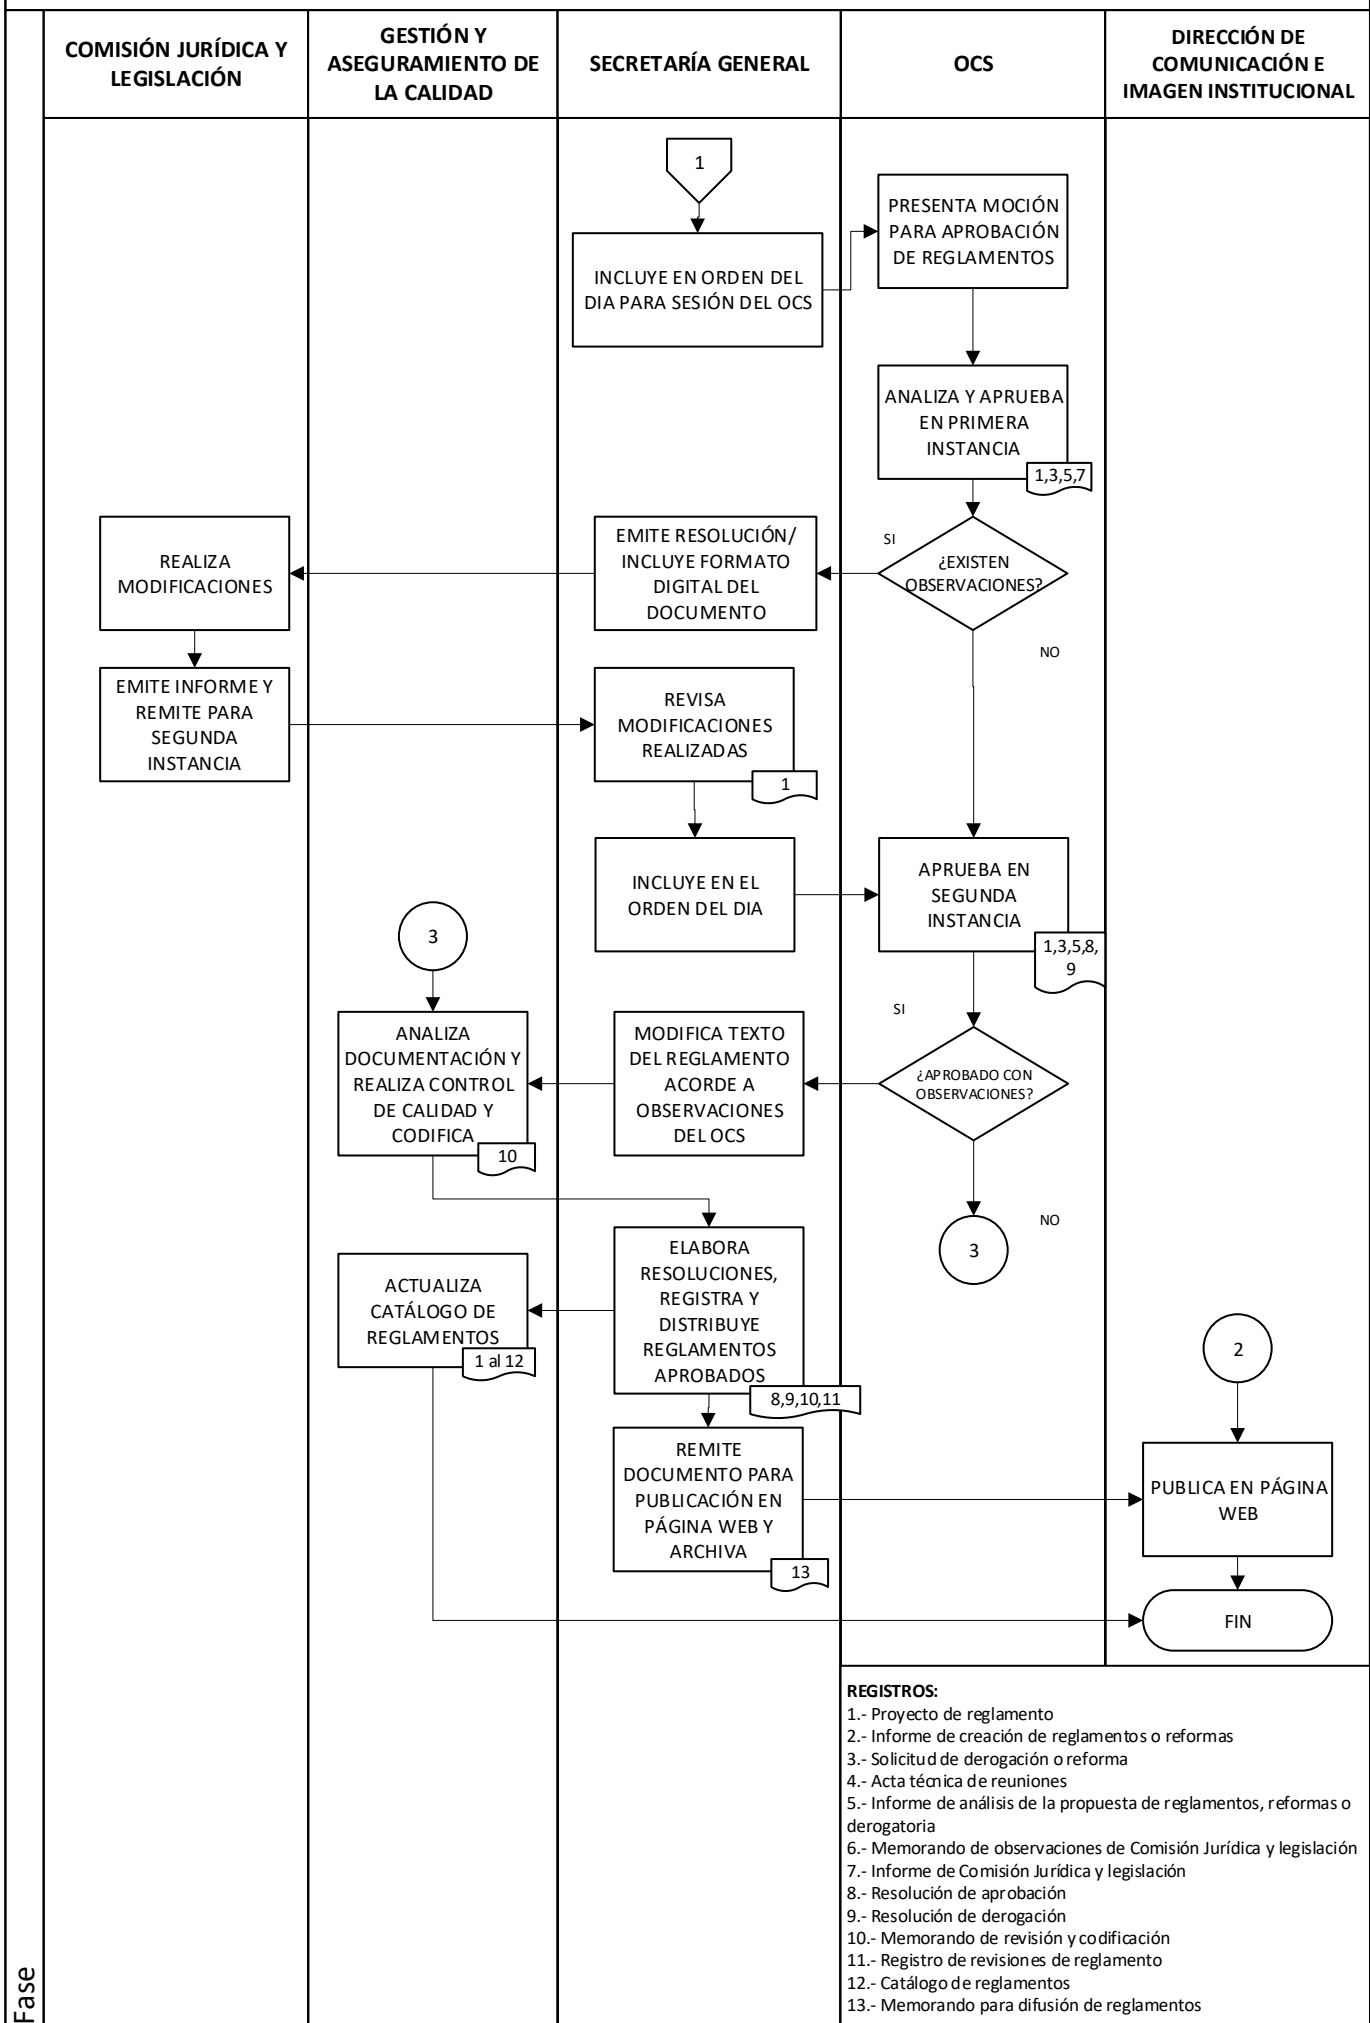 COMISIÓN JURÍDICA Y
LEGISLACIÓN
GESTIÓN Y
ASEGURAMIENTO DE
LA CALIDAD
SECRETARÍA GENERAL
OCS
DIRECCIÓN DE
COMUNICACIÓN E
IMAGEN INSTITUCIONAL
1
INCLUYE EN ORDEN DEL
DIA PARA SESIÓN DEL OCS
PRESENTA MOCIÓN
PARA APROBACIÓN
DE REGLAMENTOS
ANALIZA Y APRUEBA
EN PRIMERA
INSTANCIA
1,3,5,7
SI
¿EXISTEN
OBSERVACIONES?
NO
EMITE RESOLUCIÓN/
INCLUYE FORMATO
DIGITAL DEL
DOCUMENTO
REALIZA
MODIFICACIONES
EMITE INFORME Y
REMITE PARA
SEGUNDA
INSTANCIA
REVISA
MODIFICACIONES
REALIZADAS
1
INCLUYE EN EL
ORDEN DEL DIA
APRUEBA EN
SEGUNDA
INSTANCIA
1,3,5,8,
9
3
SI
¿APROBADO CON
OBSERVACIONES?
MODIFICA TEXTO
DEL REGLAMENTO
ACORDE A
OBSERVACIONES
DEL OCS
ANALIZA
DOCUMENTACIÓN Y
REALIZA CONTROL
DE CALIDAD Y
CODIFICA
10
NO
3
ELABORA
RESOLUCIONES,
REGISTRA Y
DISTRIBUYE
REGLAMENTOS
APROBADOS
8,9,10,11
ACTUALIZA
CATÁLOGO DE
REGLAMENTOS
1 al 12
2
REMITE
DOCUMENTO PARA
PUBLICACIÓN EN
PÁGINA WEB Y
ARCHIVA
13
PUBLICA EN PÁGINA
WEB
FIN
REGISTROS:
1.- Proyecto de reglamento
2.- Informe de creación de reglamentos o reformas
3.- Solicitud de derogación o reforma
4.- Acta técnica de reuniones
5.- Informe de análisis de la propuesta de reglamentos, reformas o
derogatoria
6.- Memorando de observaciones de Comisión Jurídica y legislación
7.- Informe de Comisión Jurídica y legislación
8.- Resolución de aprobación
9.- Resolución de derogación
10.- Memorando de revisión y codificación
11.- Registro de revisiones de reglamento
12.- Catálogo de reglamentos
13.- Memorando para difusión de reglamentos
Fase